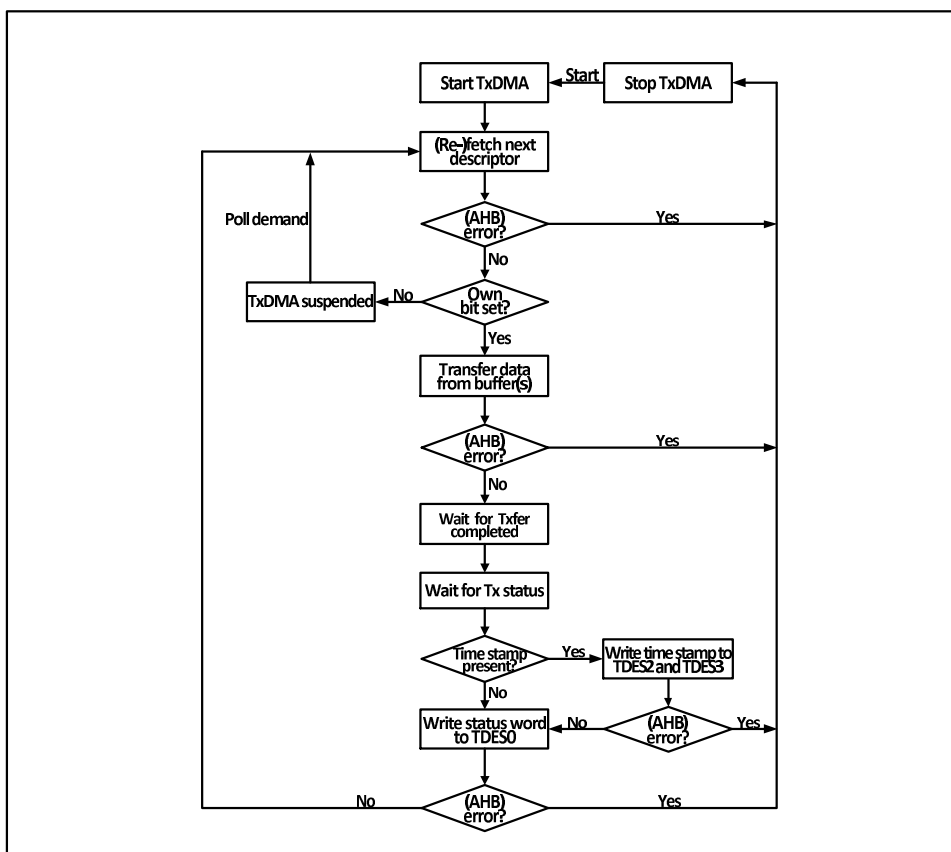 Start TxDMA
Start
Stop TxDMA
(Re-)fetch next
descriptor
(AHB)
error?
Yes
No
Poll demand
Own
bit set?
No
TxDMA suspended
Yes
Transfer data
from buffer(s)
(AHB)
error?
Yes
No
Wait for Txfer
completed
Wait for Tx status
Time stamp
present?
Yes
Write time stamp to
TDES2 and TDES3
No
Write status word
to TDES0
No
(AHB)
error?
Yes
No
(AHB)
error?
Yes